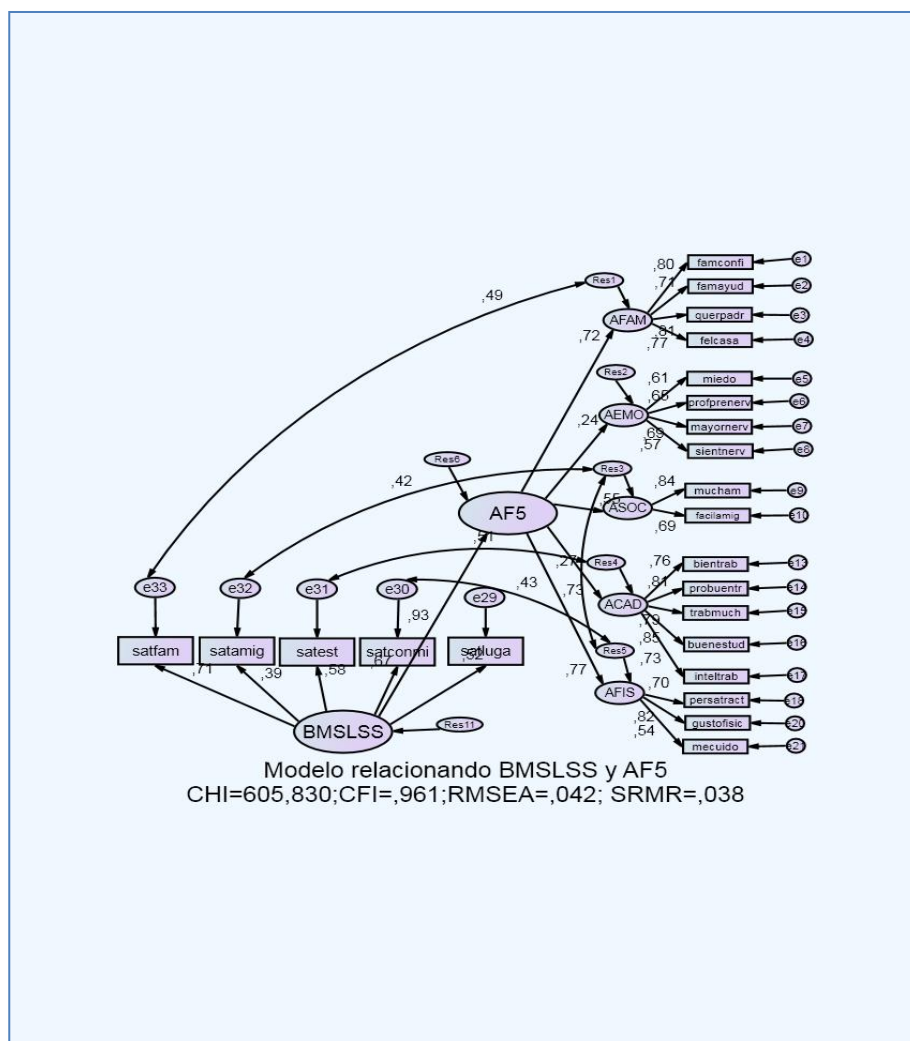 famconfi
e1
,80
Res1
famayud
e2
,71
,49
querpadr
e3
AFAM
,81
,72
felcasa
e4
,77
Res2
,61
miedo
e5
,65
profprenerv
e6
AEMO
,24
mayornerv
e7
,69
sientnerv
e8
,57
Res6
Res3
,42
,84
mucham
e9
AF5
,55
ASOC
facilamig
e10
,69
,51
,27
Res4
,76
bientrab
e13
e33
e32
e31
e30
,43
,73
,81
probuentr
e14
e29
ACAD
trabmuch
e15
,93
,79
,85
buenestud
e16
satfam
satamig
satest
satconmi
satluga
Res5
,73
,71
,39
,58
,67
,52
,77
inteltrab
e17
,70
AFIS
persatract
e18
,82
gustofisic
e20
BMSLSS
Res11
,54
mecuido
e21
Modelo relacionando BMSLSS y AF5
CHI=605,830;CFI=,961;RMSEA=,042; SRMR=,038